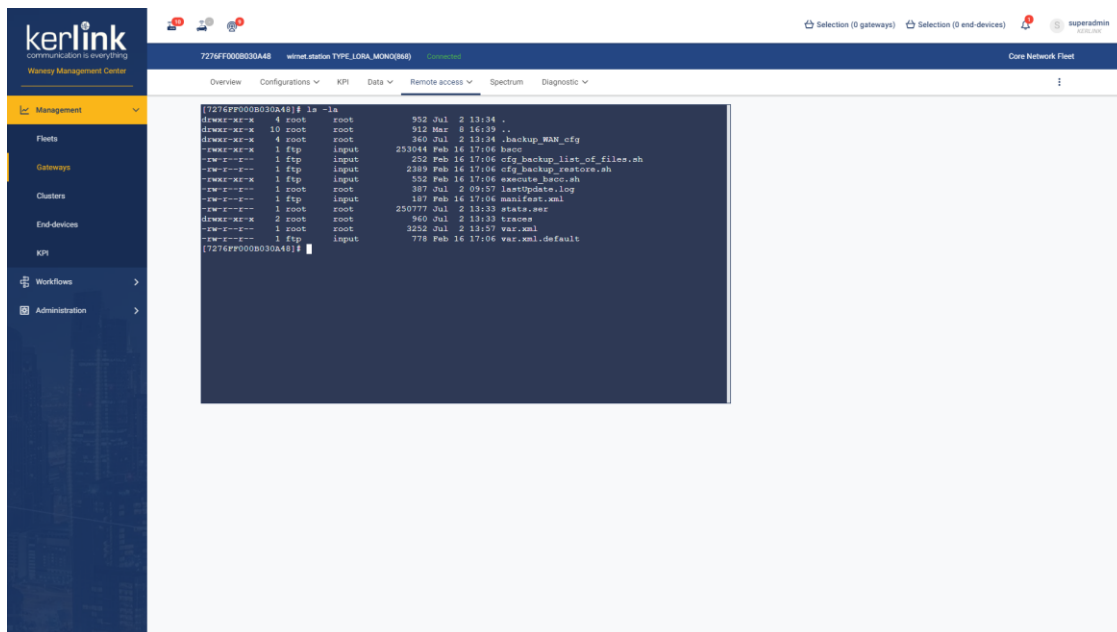 kerlink
communication is everything
Wanesy Management Center
Management
Fleets
Gateways
Clusters
End-devices
KPI
Workflows
Administration
10
9
Selection (0 gateways) Selection (0 end-devices)
1
S
superadmin
KERLINK
7276FF000B030A48 wirnet.station TYPE_LORA_MONO(868) Connected
Core Network Fleet
Overview Configurations KPI Data Remote access Spectrum Diagnostic
[7276FF000B030A48]# ls -la
drwxr-xr-x 4 root root 952 Jul 2 13:34 .
drwxr-xr-x 10 root root 912 Mar 8 16:39 ..
drwxr-xr-x 4 root root 360 Jul 2 13:34 .backup_WAN_cfg
-rwxr-xr-x 1 ftp input 253044 Feb 16 17:06 bscc
-rw-r--r-- 1 ftp input 252 Feb 16 17:06 cfg_backup_list_of_files.sh
-rw-r--r-- 1 ftp input 2389 Feb 16 17:06 cfg_backup_restore.sh
-rwxr-xr-x 1 ftp input 552 Feb 16 17:06 execute_bscc.sh
-rw-r--r-- 1 root root 387 Jul 2 09:57 lastUpdate.log
-rw-r--r-- 1 ftp input 187 Feb 16 17:06 manifest.xml
-rw-r--r-- 1 root root 250777 Jul 2 13:33 stats.ser
drwxr-xr-x 2 root root 960 Jul 2 13:33 traces
-rw-r--r-- 1 root root 3252 Jul 2 13:57 var.xml
-rw-r--r-- 1 ftp input 778 Feb 16 17:06 var.xml.default
[7276FF000B030A48]#